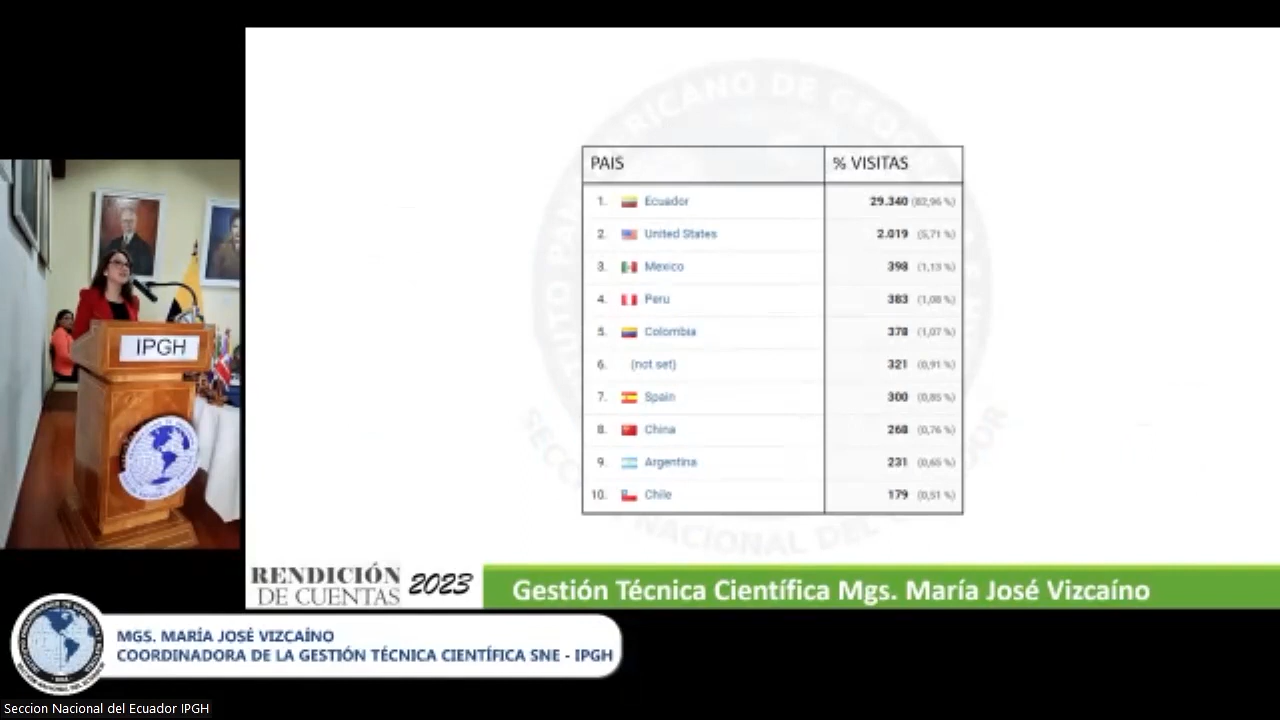 PAIS % VISITAS
1. Ecuador 29.340 (82,96 %)
2. United States 2.019 (5,71 %)
3. Mexico 398 (1,13 %)
4. Peru 383 (1,08 %)
5. Colombia 378 (1,07 %)
6. (not set) 321 (0,91 %)
7. Spain 300 (0,85 %)
8. China 268 (0,76 %)
9. Argentina 231 (0,65 %)
10. Chile 179 (0,51 %)
IPGH
RENDICIÓN
DE CUENTAS 2023
Gestión Técnica Científica Mgs. María José Vizcaíno
MGS. MARÍA JOSÉ VIZCAÍNO
COORDINADORA DE LA GESTIÓN TÉCNICA CIENTÍFICA SNE - IPGH
Seccion Nacional del Ecuador IPGH